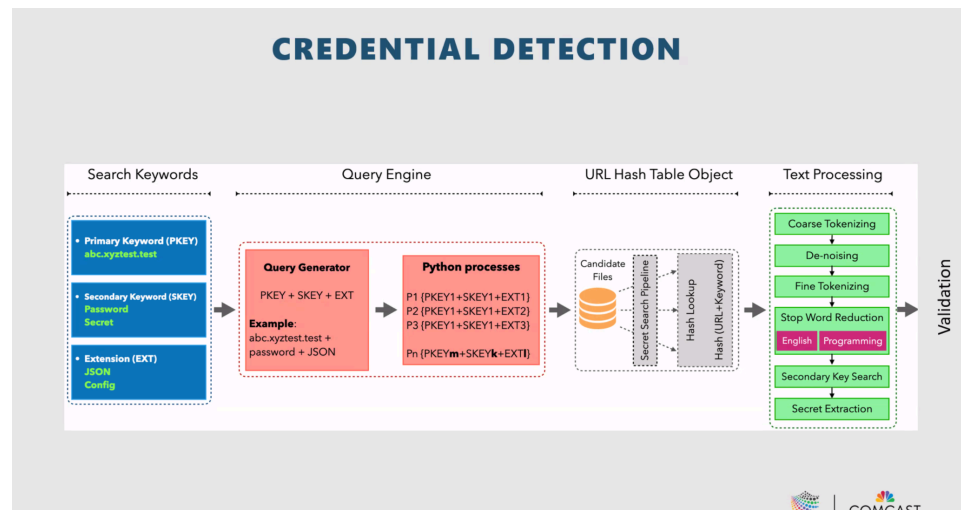 CREDENTIAL DETECTION
Search Keywords
Query Engine
URL Hash Table Object
Text Processing
• Primary Keyword (PKEY)
abc.xyztest.test
• Secondary Keyword (SKEY)
Password
Secret
• Extension (EXT)
JSON
Config
Query Generator
PKEY + SKEY + EXT
Example:
abc.xyztest.test +
password + JSON
Python processes
P1 {PKEY1+SKEY1+EXT1}
P2 {PKEY1+SKEY1+EXT2}
P3 {PKEY1+SKEY1+EXT3}
Pn {PKEYm+SKEYk+EXTl}
Candidate
Files
Secret Search Pipeline
Hash Lookup
Hash (URL+Keyword)
Coarse Tokenizing
De-noising
Fine Tokenizing
Stop Word Reduction
English
Programming
Secondary Key Search
Secret Extraction
Validation
COMCAST